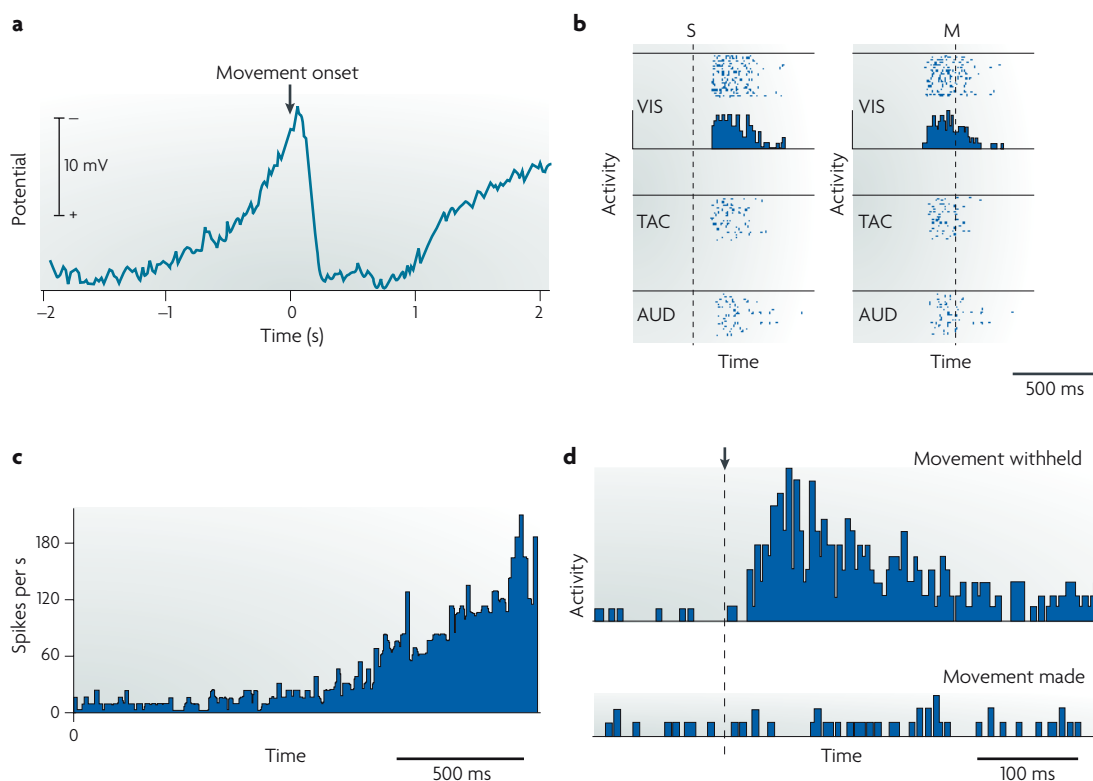 a
Movement onset
Potential
−
10 mV
+
−2 −1 0 1 2
Time (s)
b
S M
Activity
VIS
TAC
AUD
Time
Activity
VIS
TAC
AUD
Time
500 ms
c
Spikes per s
180
120
60
0
0
Time
500 ms
d
Movement withheld
Activity
Movement made
Time
100 ms